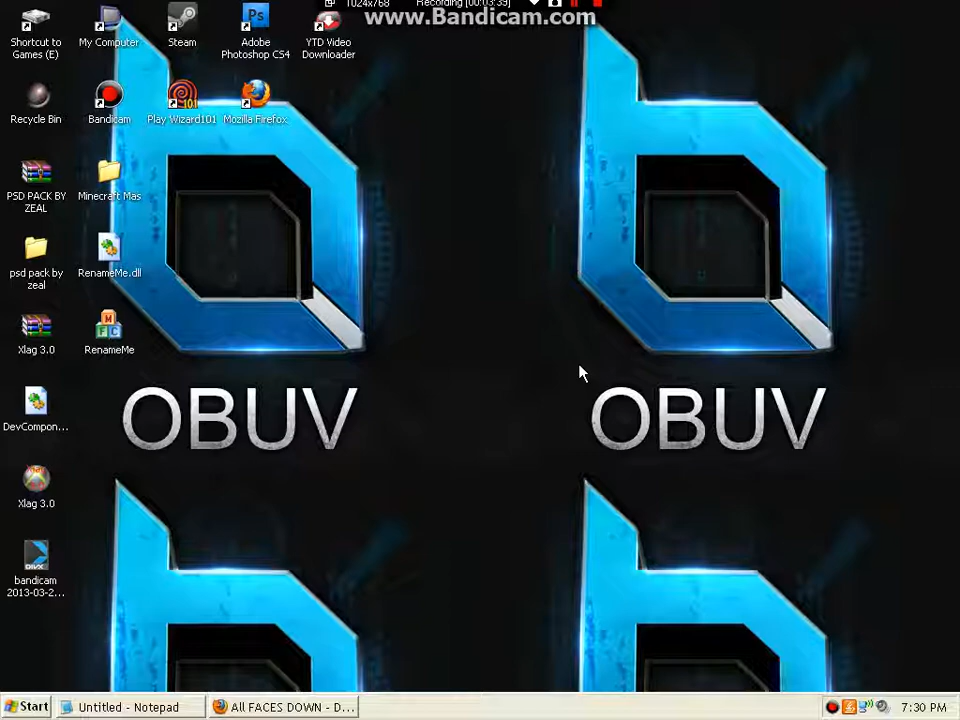 1024x768
Recording [00:03:39]
www.Bandicam.com
Shortcut to
Games (E)
My Computer
Steam
Adobe
Photoshop CS4
YTD Video
Downloader
Recycle Bin
Bandicam
Play Wizard101
Mozilla Firefox
PSD PACK BY
ZEAL
Minecraft Mas
psd pack by
zeal
RenameMe.dll
Xlag 3.0
RenameMe
DevCompon...
Xlag 3.0
bandicam
2013-03-2...
Ps
101
M
F C
DIVX
OBUV
OBUV
Start
Untitled - Notepad
All FACES DOWN - D...
7:30 PM